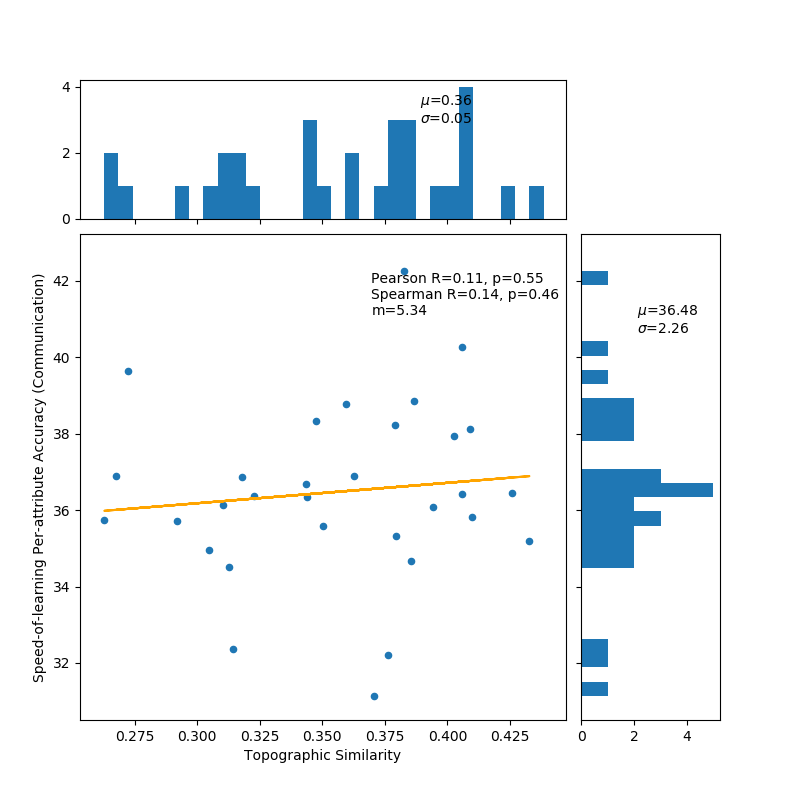 4
2
0
μ=0.36
σ=0.05
Speed-of-learning Per-attribute Accuracy (Communication)
42
40
38
36
34
32
Pearson R=0.11, p=0.55
Spearman R=0.14, p=0.46
m=5.34
μ=36.48
σ=2.26
0.275 0.300 0.325 0.350 0.375 0.400 0.425
0 2 4
Topographic Similarity